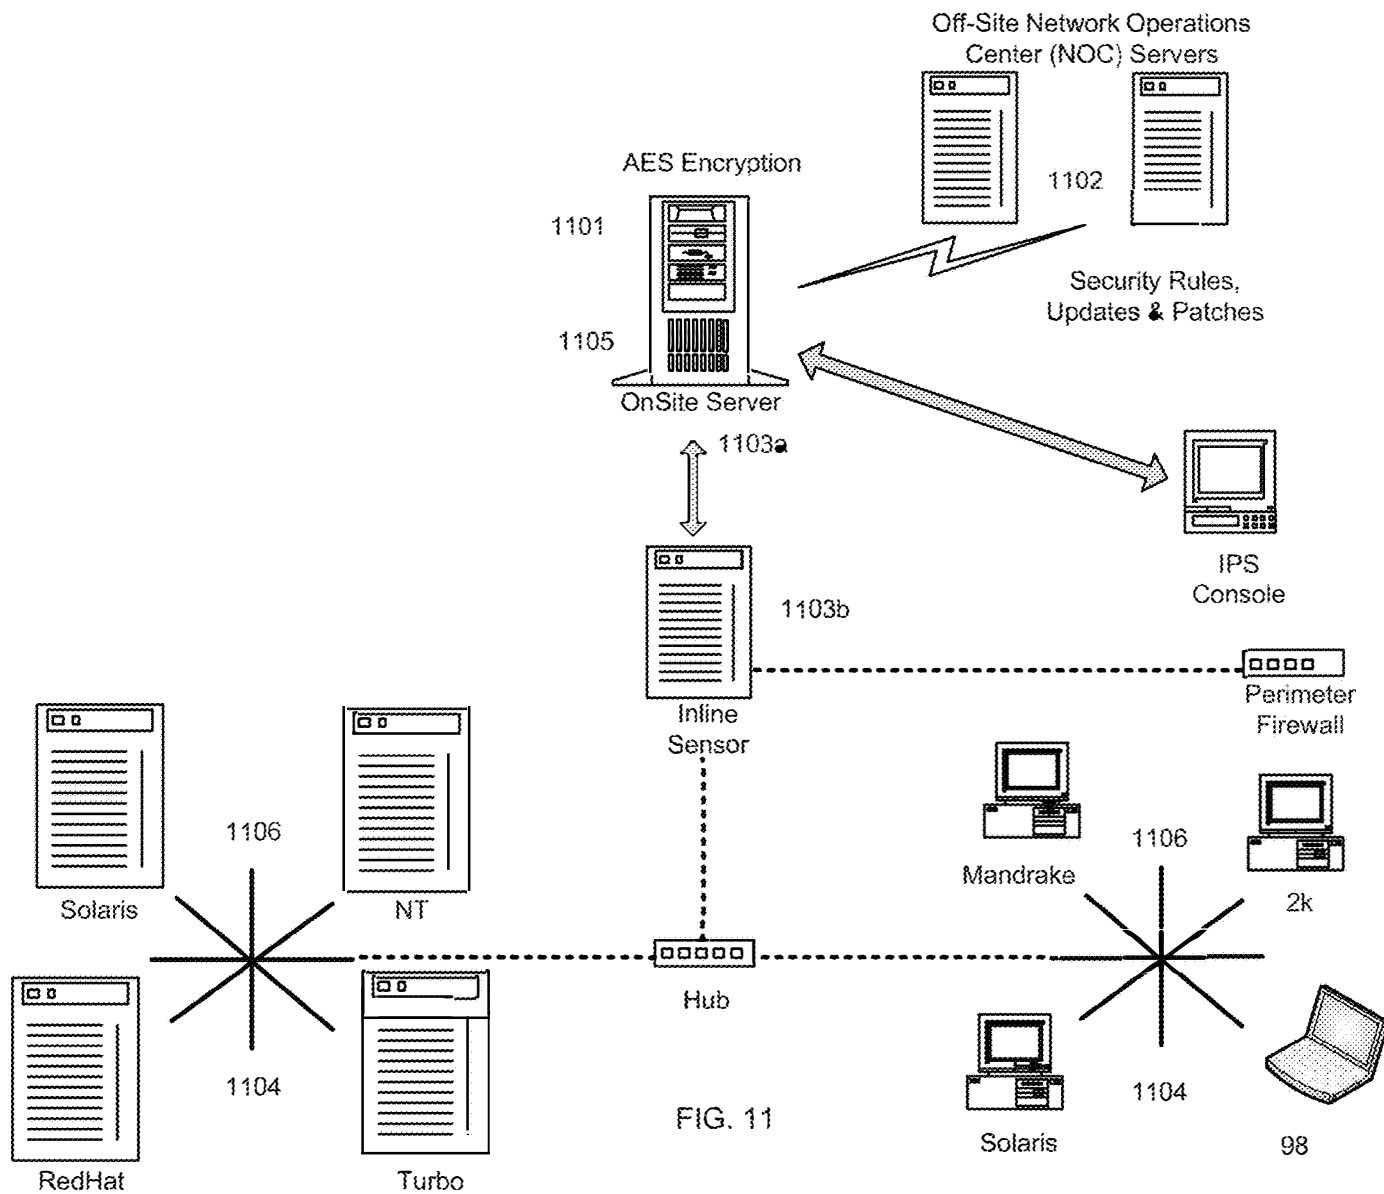 Off-Site Network Operations
Center (NOC) Servers
AES Encryption
1102
1101
Security Rules,
Updates & Patches
1105
OnSite Server
1103a
IPS
Console
1103b
Perimeter
Firewall
Inline
Sensor
1106
1106
Mandrake
2k
Solaris
NT
Hub
1104
1104
FIG. 11
Solaris
98
RedHat
Turbo